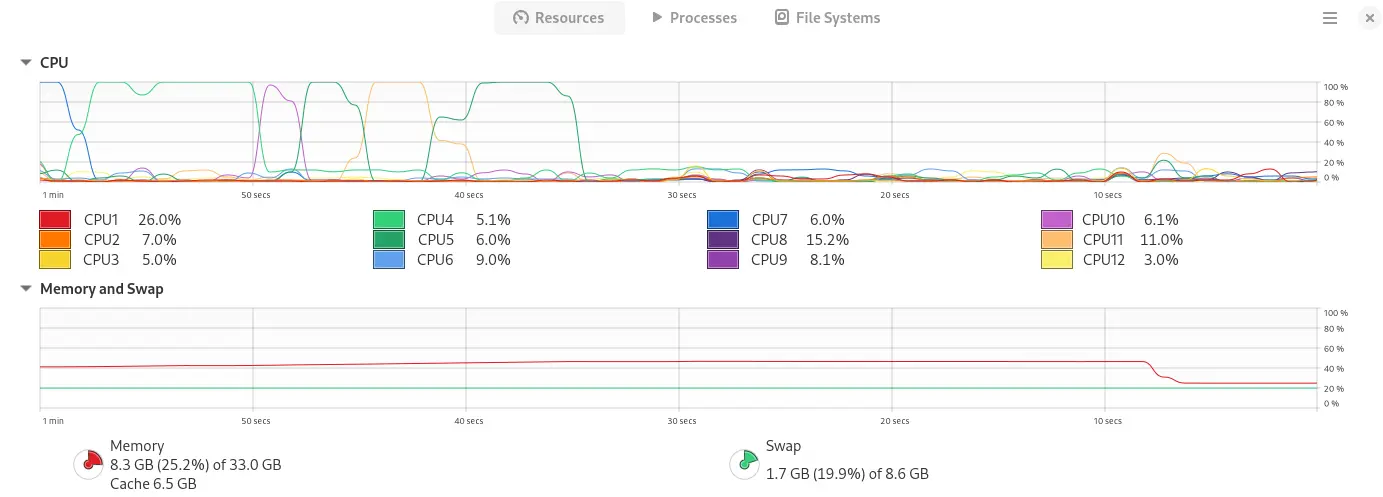 Resources Processes File Systems
CPU
100 %
80 %
60 %
40 %
20 %
0 %
1 min 50 secs 40 secs 30 secs 20 secs 10 secs
CPU1 26.0% CPU4 5.1% CPU7 6.0% CPU10 6.1%
CPU2 7.0% CPU5 6.0% CPU8 15.2% CPU11 11.0%
CPU3 5.0% CPU6 9.0% CPU9 8.1% CPU12 3.0%
Memory and Swap
100 %
80 %
60 %
40 %
20 %
0 %
1 min 50 secs 40 secs 30 secs 20 secs 10 secs
Memory
8.3 GB (25.2%) of 33.0 GB
Cache 6.5 GB
Swap
1.7 GB (19.9%) of 8.6 GB